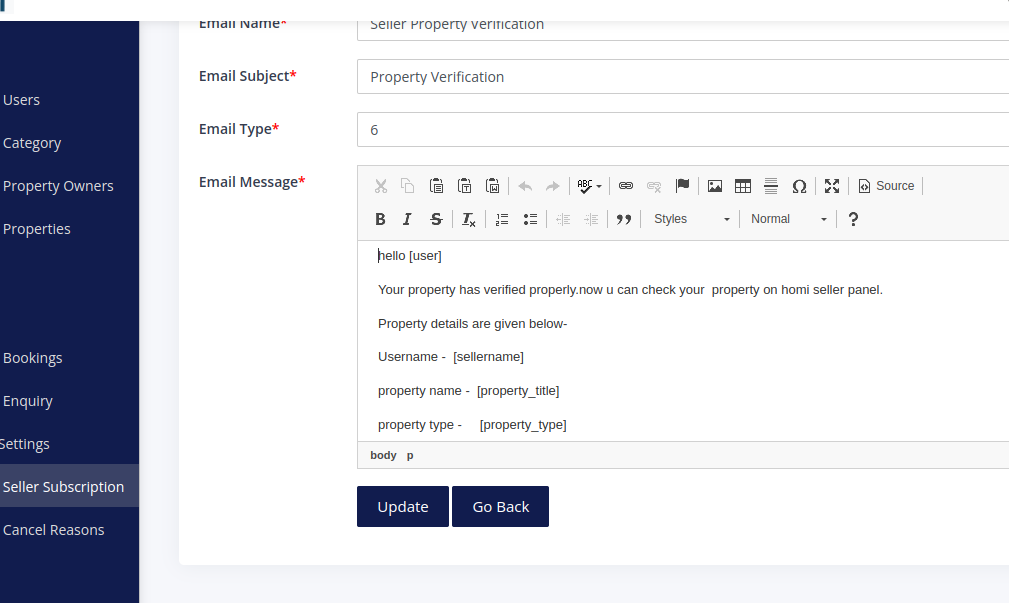 Email Name*
Seller Property Verification
Users
Email Subject*
Property Verification
Category
Email Type*
6
Property Owners
Email Message*
ABC
Source
Properties
B I S Tx
Styles
Normal
?
hello [user]
Your property has verified properly.now u can check your  property on homi seller panel.
Property details are given below-
Bookings
Username -  [sellername]
Enquiry
property name -  [property_title]
Settings
property type -     [property_type]
body p
Seller Subscription
Update
Go Back
Cancel Reasons